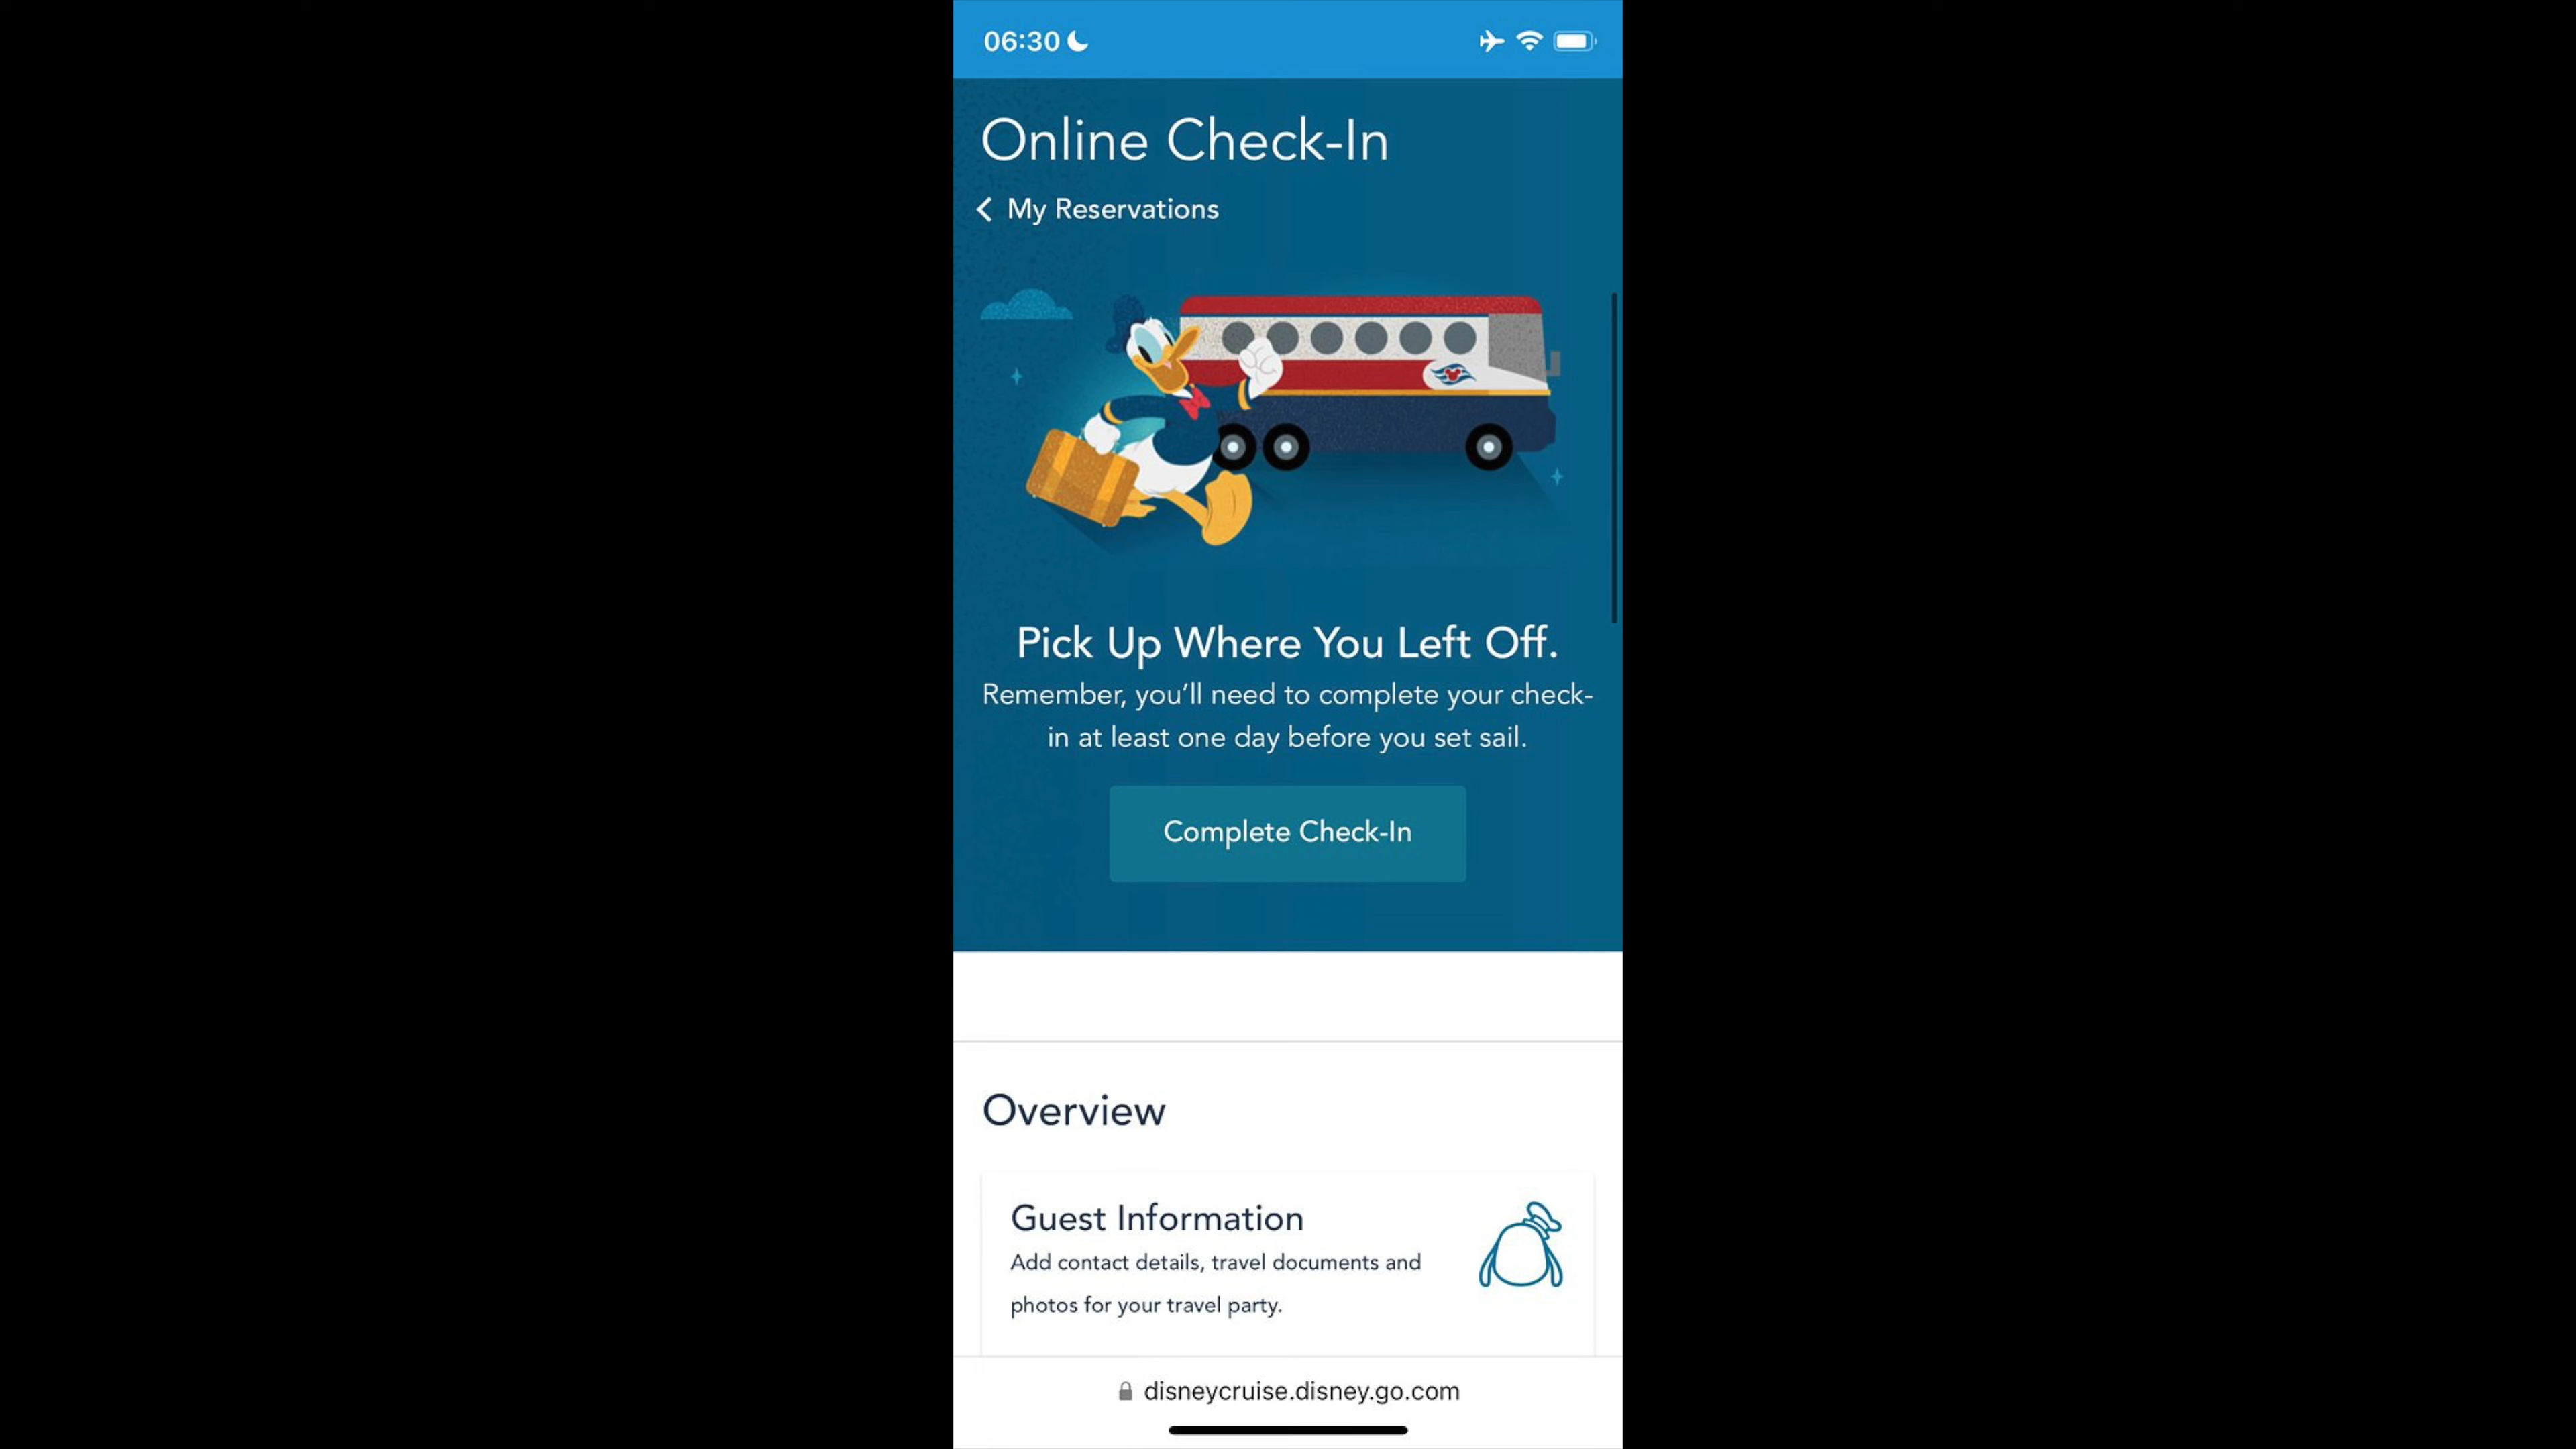 06:30
Online Check-In
My Reservations
Pick Up Where You Left Off.
Remember, you’ll need to complete your check-
in at least one day before you set sail.
Complete Check-In
Overview
Guest Information
Add contact details, travel documents and
photos for your travel party.
disneycruise.disney.go.com